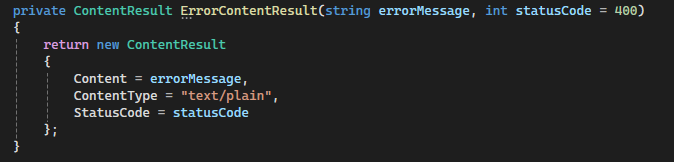 private ContentResult ErrorContentResult(string errorMessage, int statusCode = 400)
{
    return new ContentResult
    {
        Content = errorMessage,
        ContentType = "text/plain",
        StatusCode = statusCode
    };
}